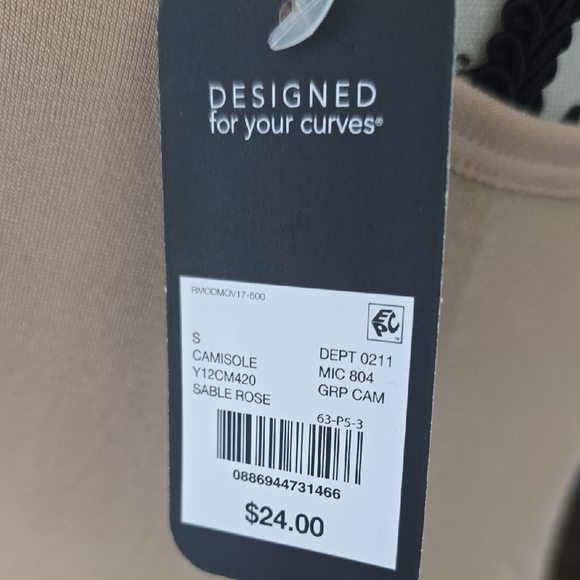 DESIGNED
for your curves®
RMODMOV17-500
EPC
S
CAMISOLE DEPT 0211
Y12CM420 MIC 804
SABLE ROSE GRP CAM
63-P5-3
0886944731466
$24.00